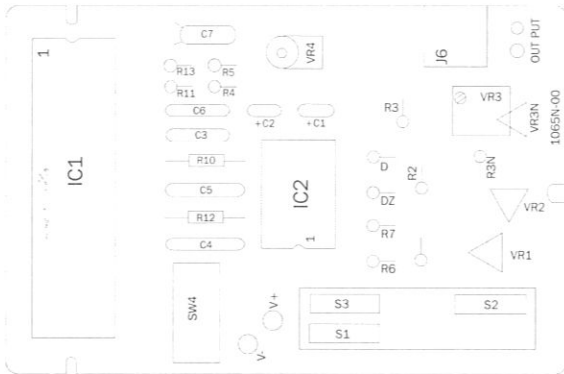 C7
VR4
J6
OUT PUT
1
R13
R5
R11
R4
C6
+C2
+C1
R3
VR3
VR3N
1065N-00
C3
IC1
R10
D
R3N
IC2
C5
DZ
R2
VR2
R12
R7
1
C4
R6
VR1
SW4
V+
V-
S3
S2
S1